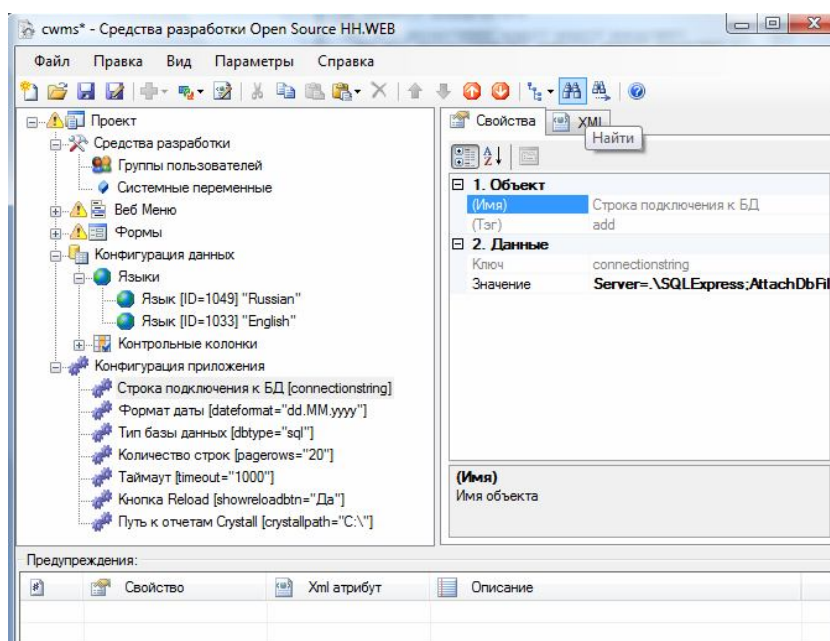 cwms* - Средства разработки Open Source HH.WEB
Файл Правка Вид Параметры Справка
Проект
Средства разработки
Группы пользователей
Системные переменные
Веб Меню
Формы
Конфигурация данных
Языки
Язык [ID=1049] "Russian"
Язык [ID=1033] "English"
Контрольные колонки
Конфигурация приложения
Строка подключения к БД [connectionstring]
Формат даты [dateformat="dd.MM.yyyy"]
Тип базы данных [dbtype="sql"]
Количество строк [pagerows="20"]
Таймаут [timeout="1000"]
Кнопка Reload [showreloadbtn="Да"]
Путь к отчетам Crystall [crystallpath="C:\"]
Свойства XML
Найти
1. Объект
(Имя) Строка подключения к БД
(Тэг) add
2. Данные
Ключ connectionstring
Значение Server=.\SQLExpress;AttachDbFil
(Имя)
Имя объекта
Предупреждения:
# Свойство Xml атрибут Описание